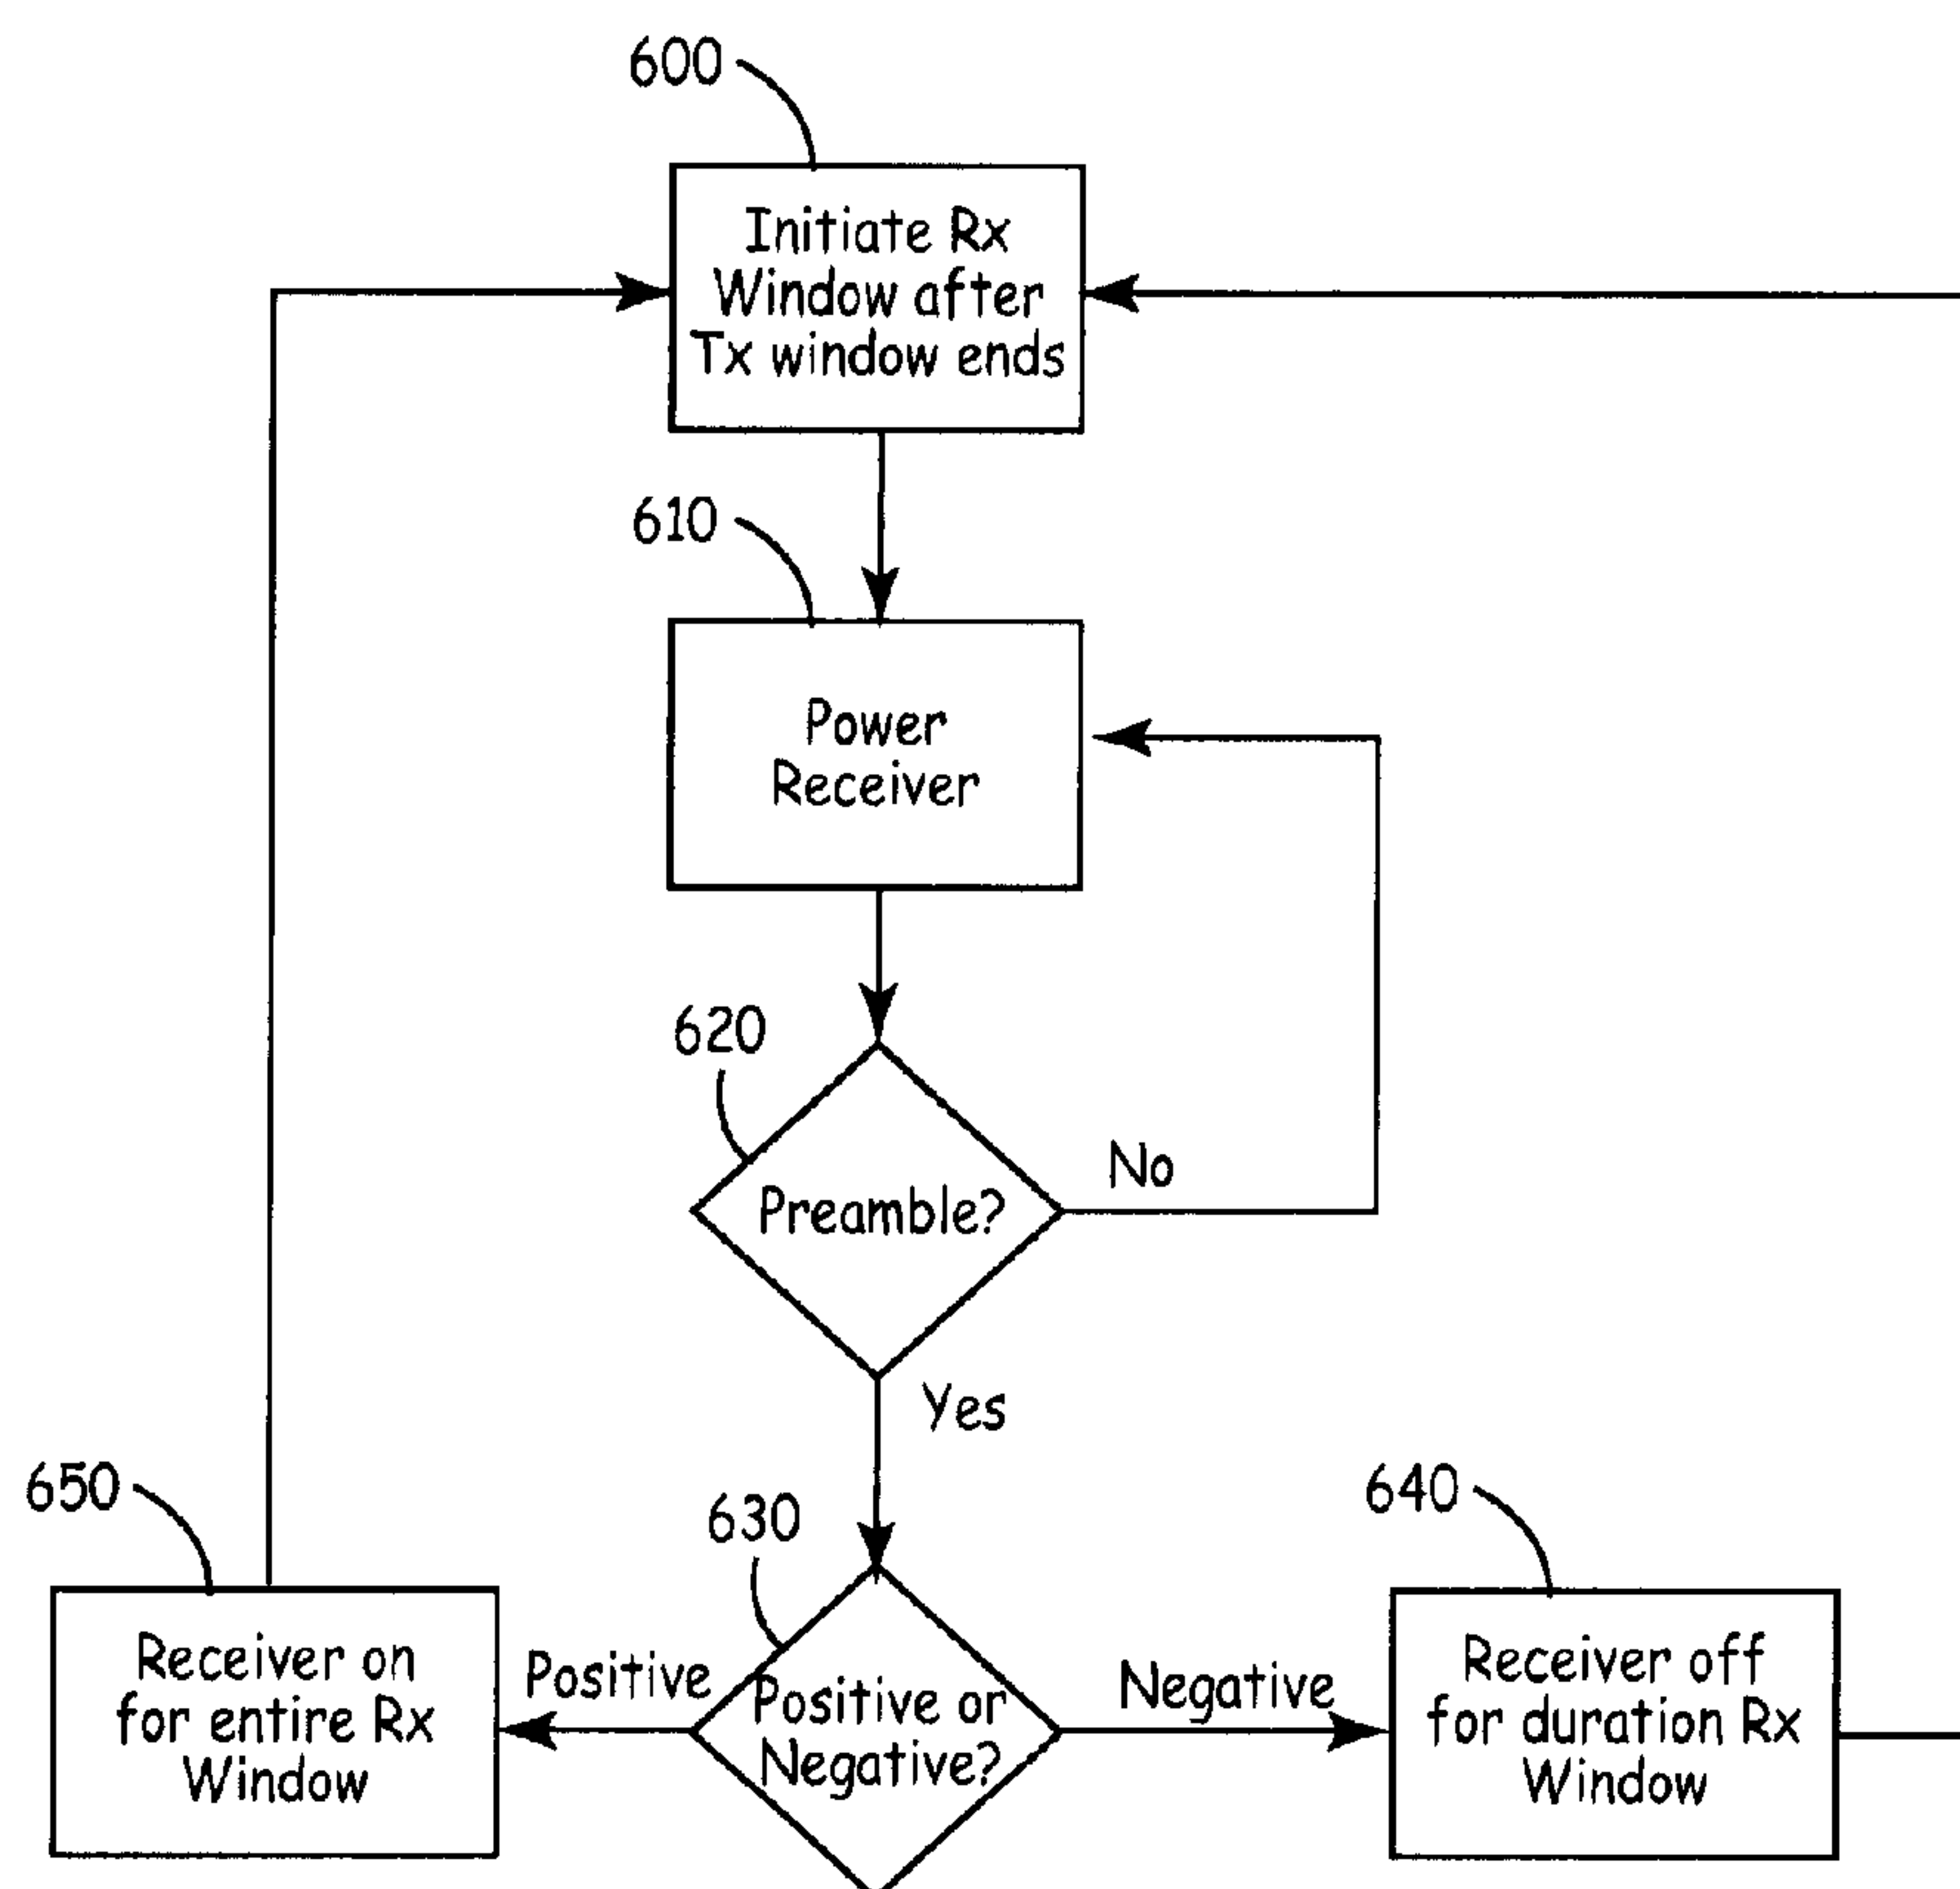 600
Initiate Rx
Window after
Tx window ends
610
Power
Receiver
620
Preamble?
No
Yes
650
630
640
Receiver on
for entire Rx
Window
Positive
Positive or
Negative?
Negative
Receiver off
for duration Rx
Window